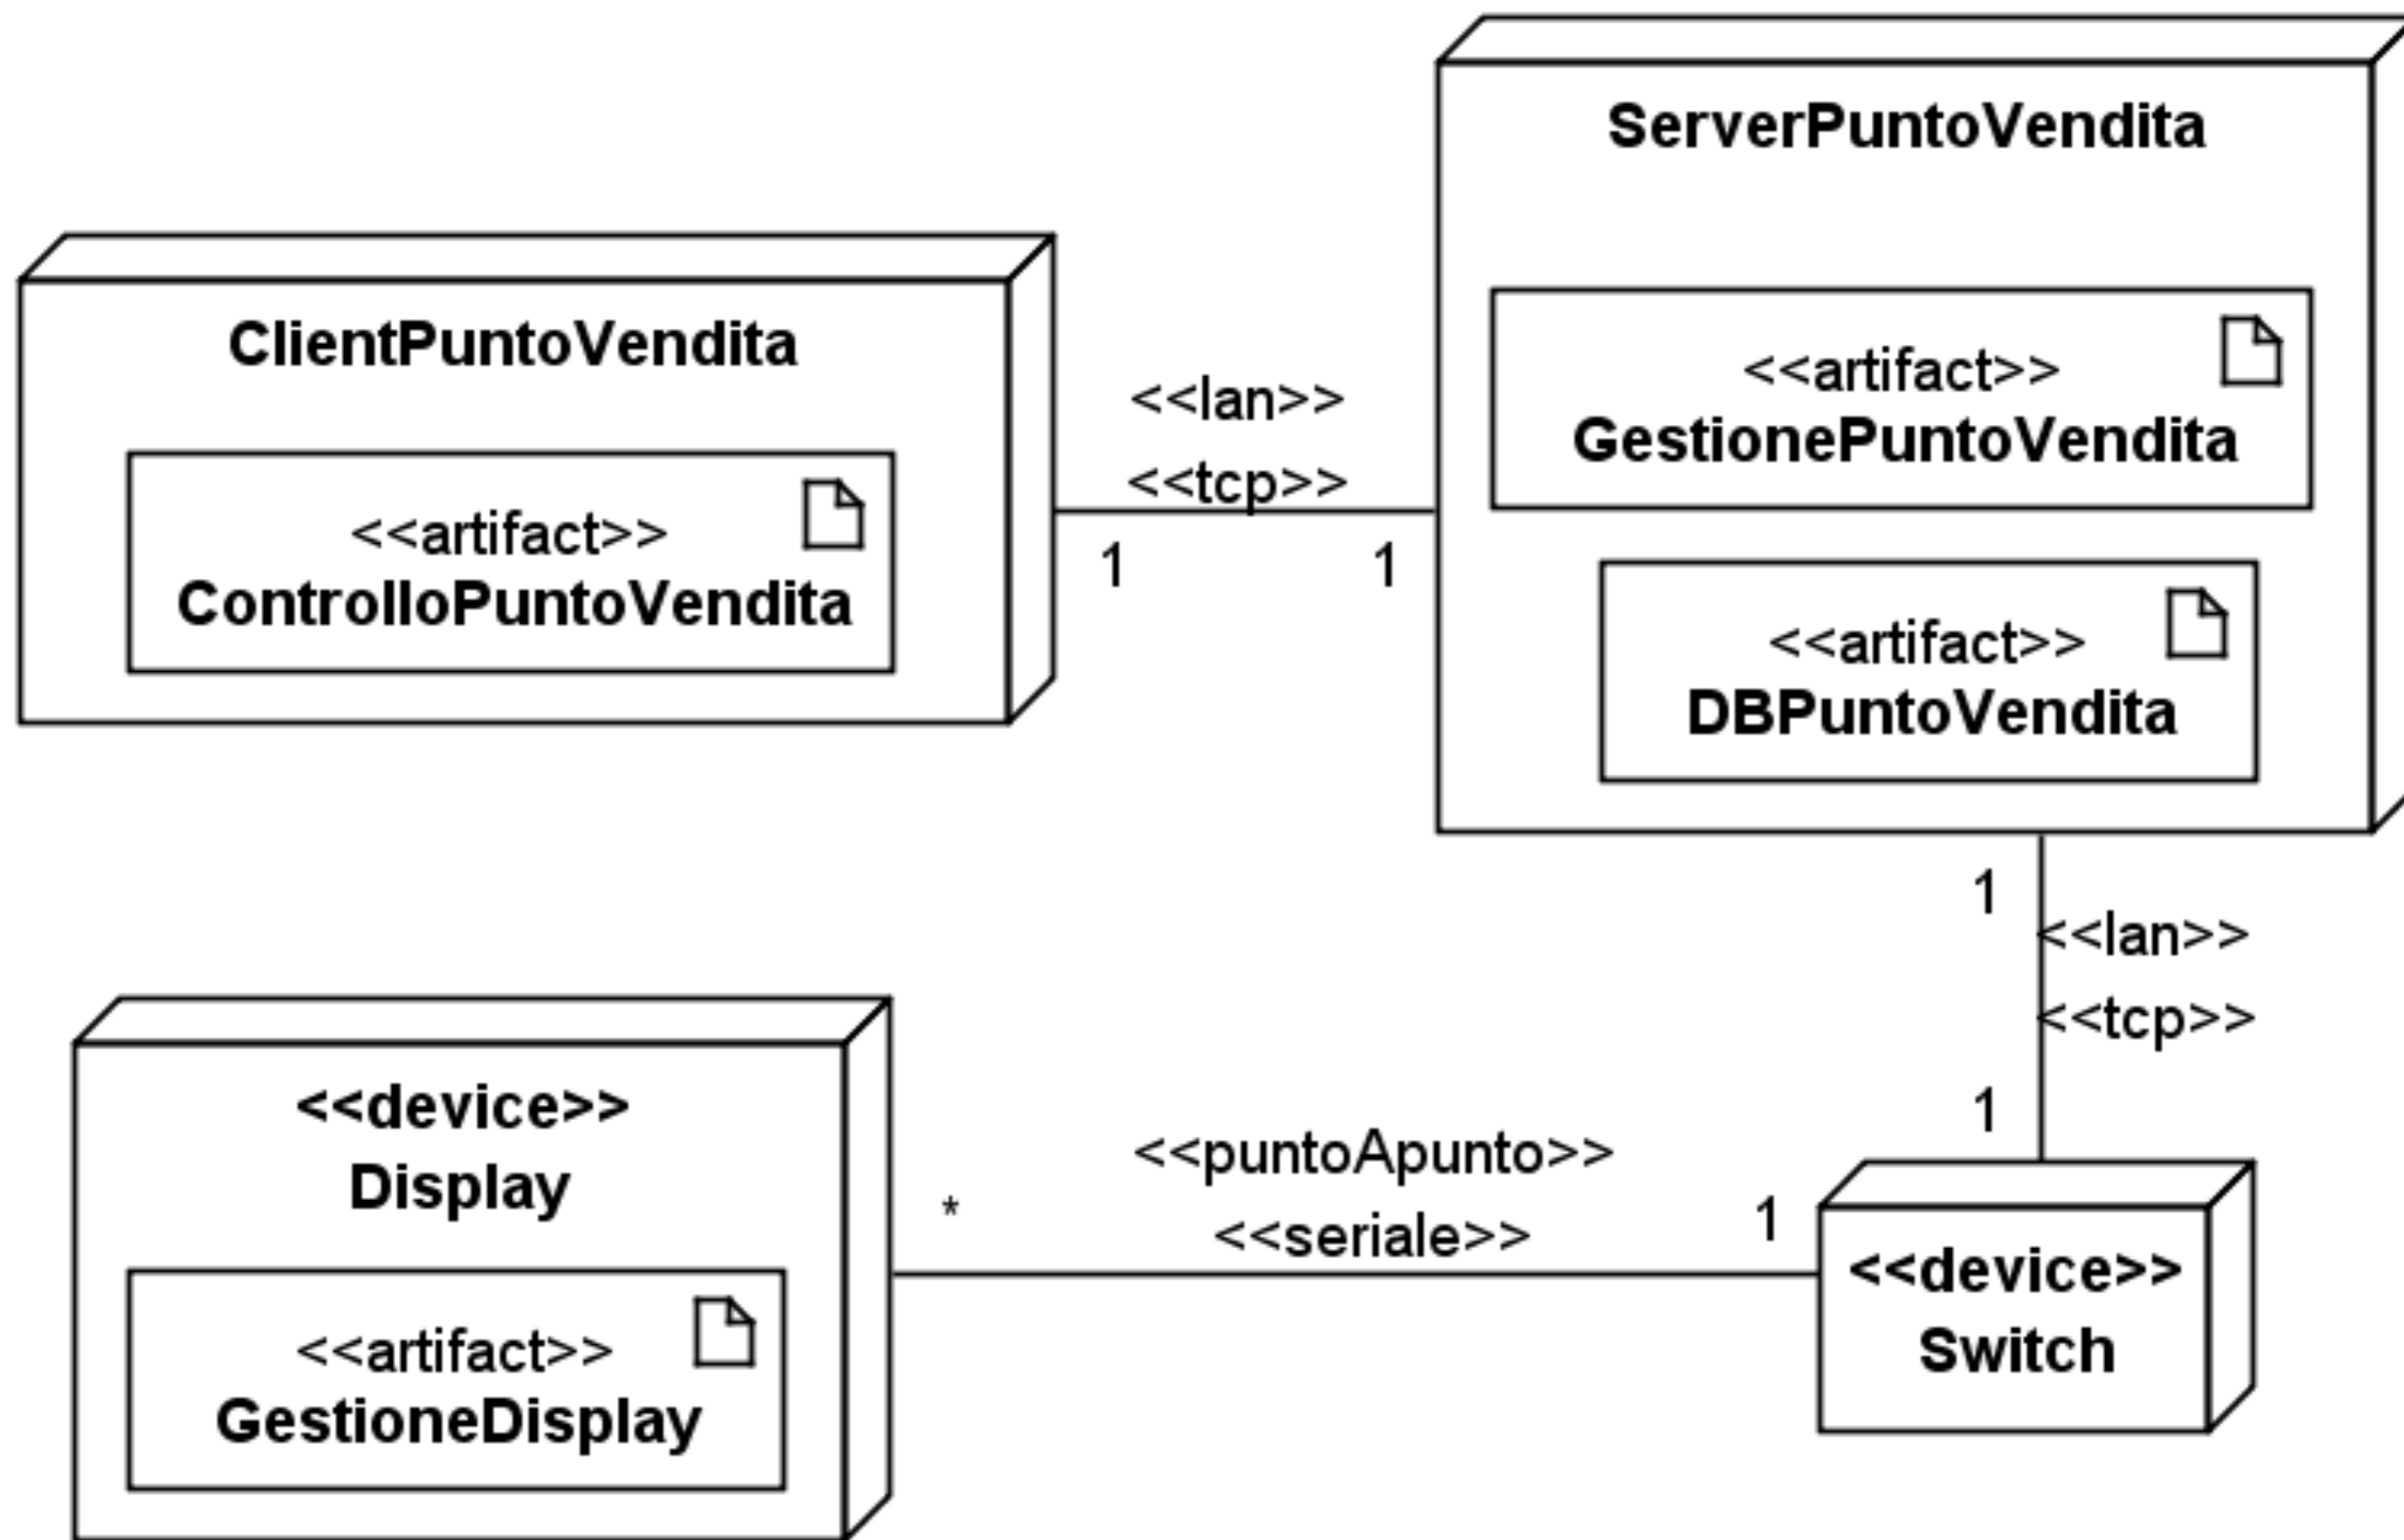 ServerPuntoVendita
ClientPuntoVendita
<<artifact>>
GestionePuntoVendita
<<lan>>
<<tcp>>
<<artifact>>
ControlloPuntoVendita
1 1
<<artifact>>
DBPuntoVendita
1
<<lan>>
<<tcp>>
1
<<device>>
Display
<<puntoApunto>>
* <<seriale>> 1
<<device>>
Switch
<<artifact>>
GestioneDisplay